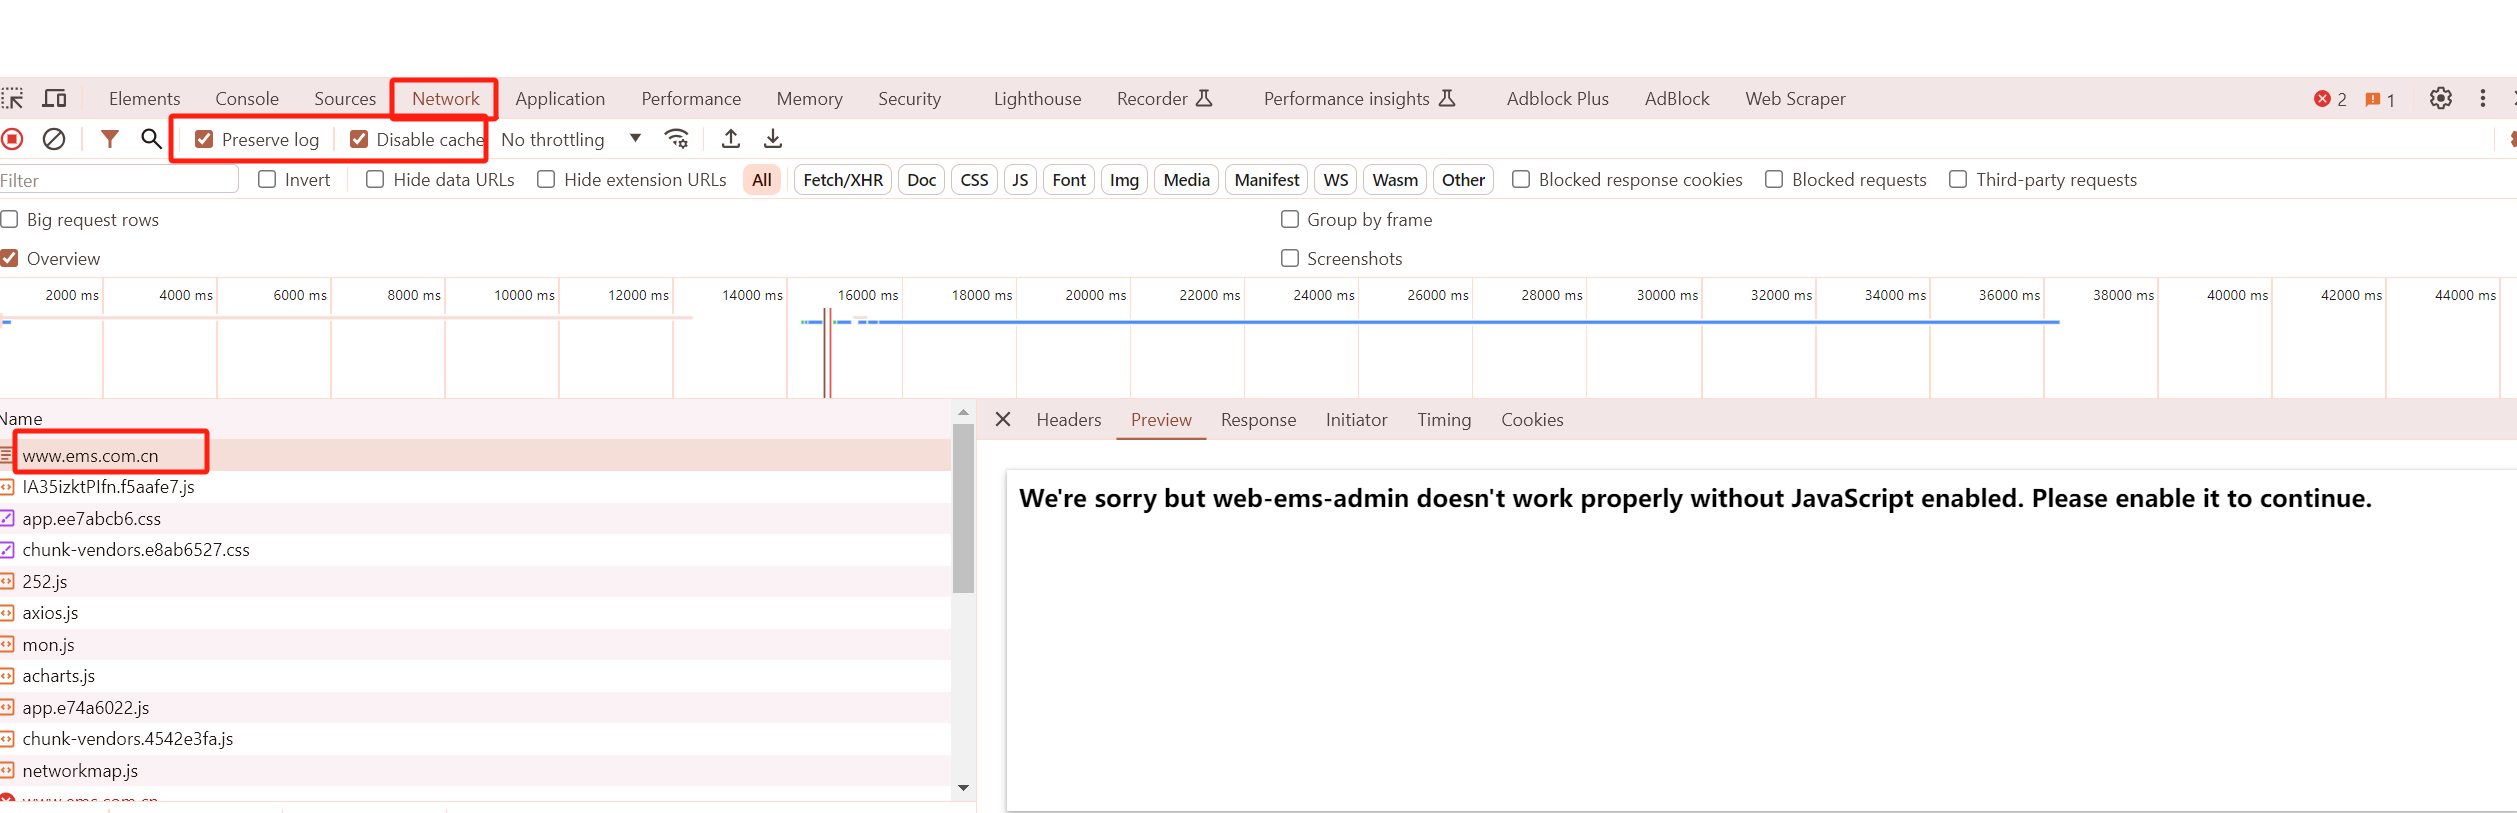 Elements Console Sources Network Application Performance Memory Security Lighthouse Recorder Performance insights Adblock Plus AdBlock Web Scraper 2 1
Preserve log Disable cache No throttling
Filter Invert Hide data URLs Hide extension URLs All Fetch/XHR Doc CSS JS Font Img Media Manifest WS Wasm Other Blocked response cookies Blocked requests Third-party requests
Big request rows Group by frame
Overview Screenshots
2000 ms 4000 ms 6000 ms 8000 ms 10000 ms 12000 ms 14000 ms 16000 ms 18000 ms 20000 ms 22000 ms 24000 ms 26000 ms 28000 ms 30000 ms 32000 ms 34000 ms 36000 ms 38000 ms 40000 ms 42000 ms 44000 ms
Name
www.ems.com.cn
IA35izktPIfn.f5aafe7.js
app.ee7abcb6.css
chunk-vendors.e8ab6527.css
252.js
axios.js
mon.js
acharts.js
app.e74a6022.js
chunk-vendors.4542e3fa.js
networkmap.js
www.ems.com.cn
Headers Preview Response Initiator Timing Cookies
We're sorry but web-ems-admin doesn't work properly without JavaScript enabled. Please enable it to continue.